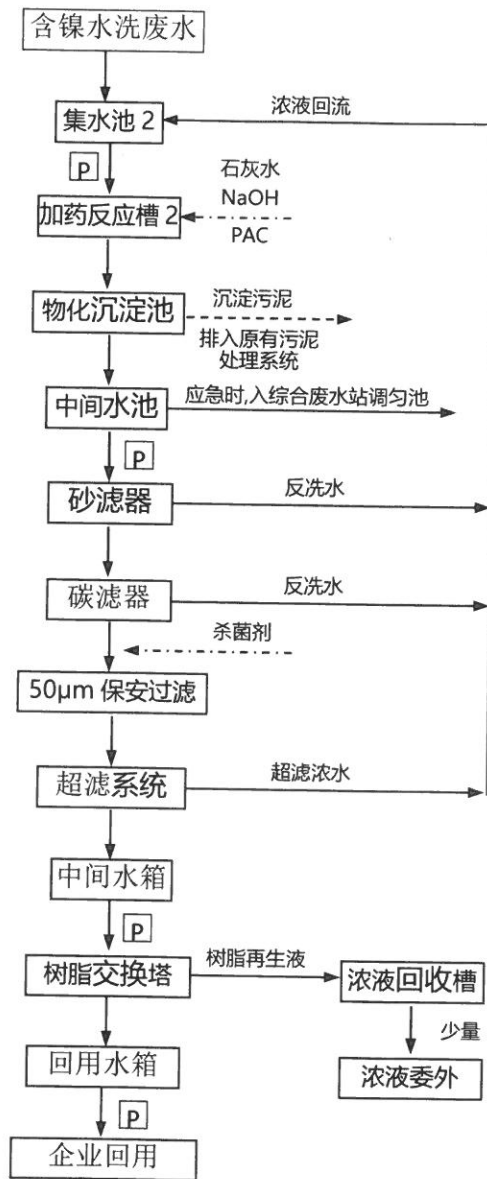 含镍水洗废水
浓液回流
集水池 2
P
石灰水
NaOH
加药反应槽 2
PAC
物化沉淀池
沉淀污泥
排入原有污泥
处理系统
中间水池
应急时,入综合废水站调匀池
P
砂滤器
反冼水
碳滤器
反冼水
杀菌剂
50μm 保安过滤
超滤系统
超滤浓水
中间水箱
P
树脂交换塔
树脂再生液
浓液回收槽
少量
回用水箱
浓液委外
P
企业回用